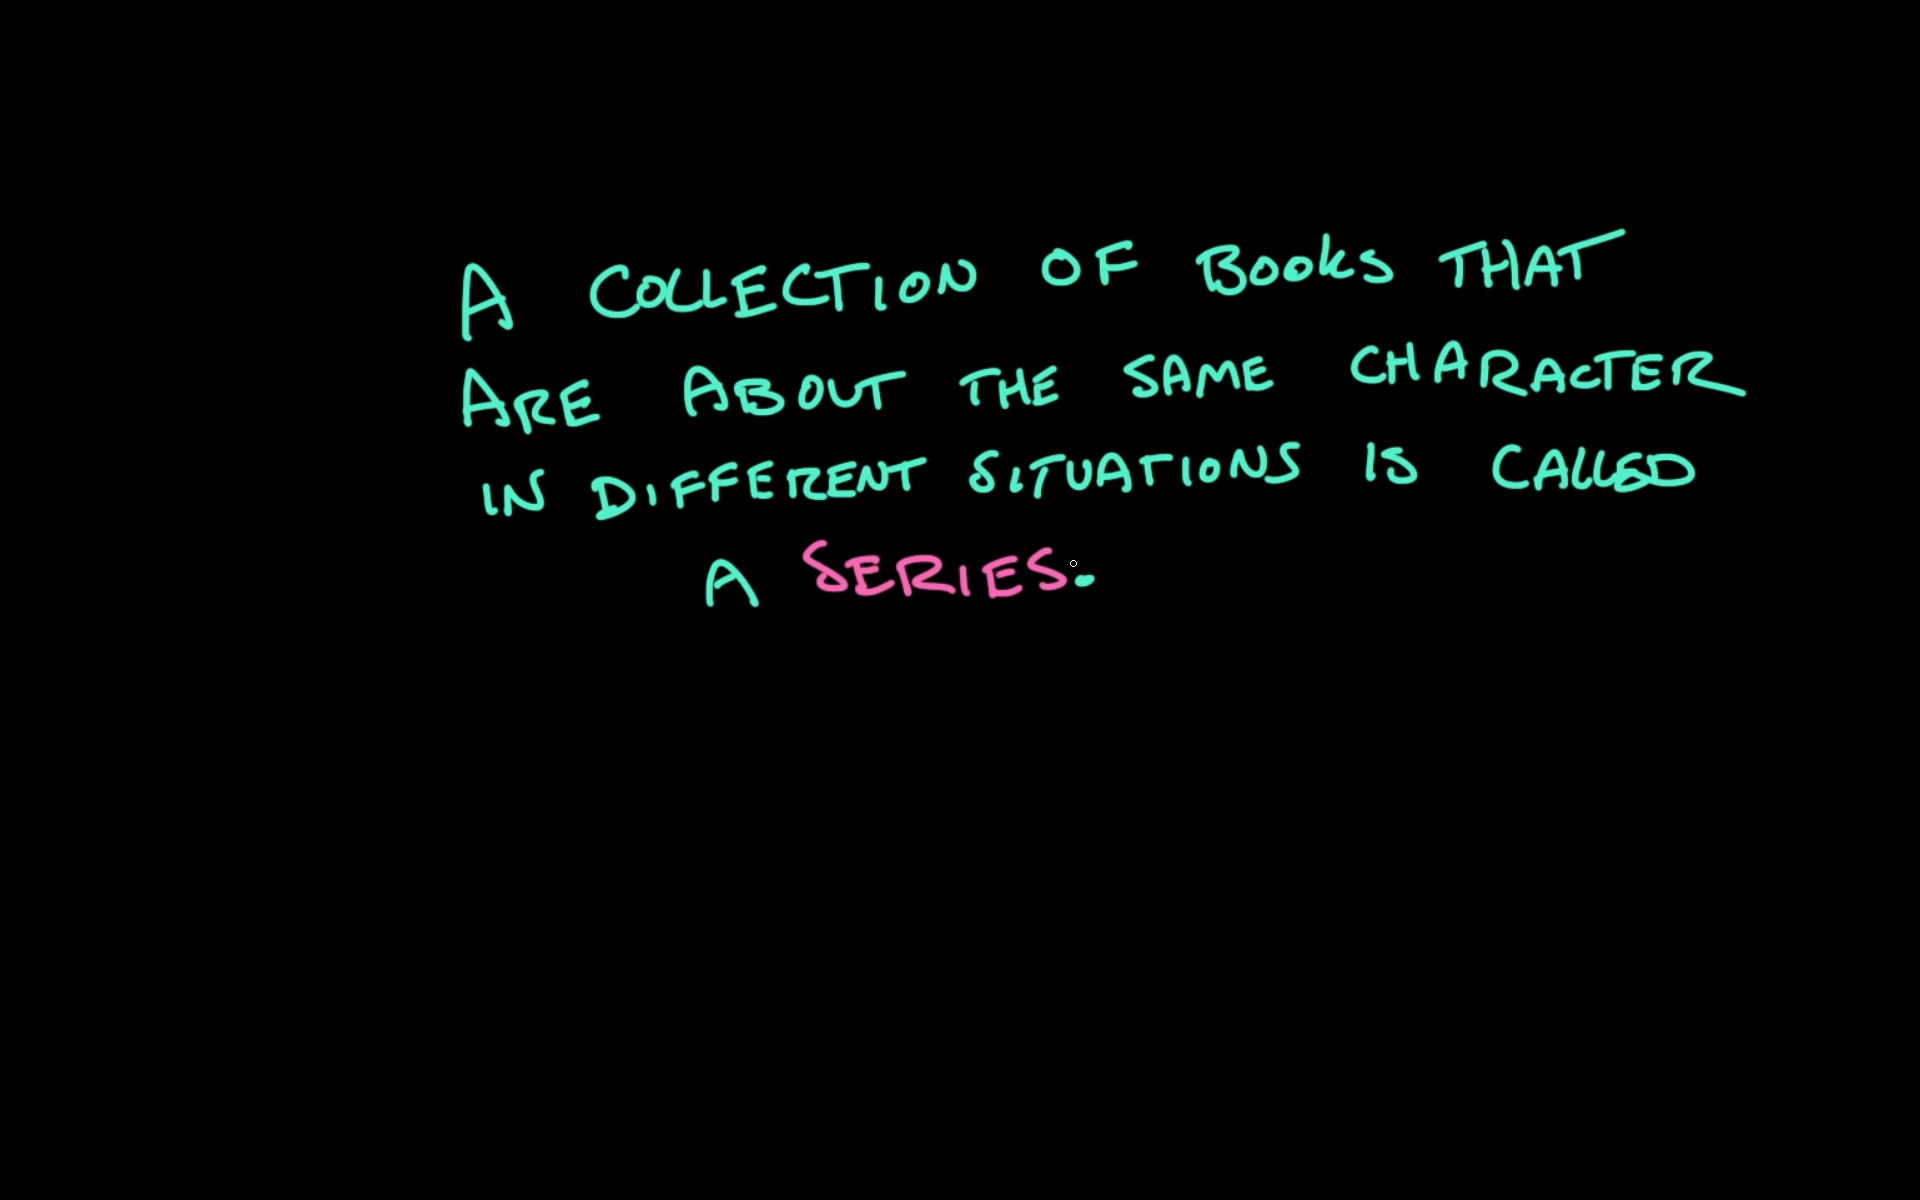 A COLLECTION OF BOOKS THAT
ARE ABOUT THE SAME CHARACTER
IN DIFFERENT SITUATIONS IS CALLED
A SERIES.